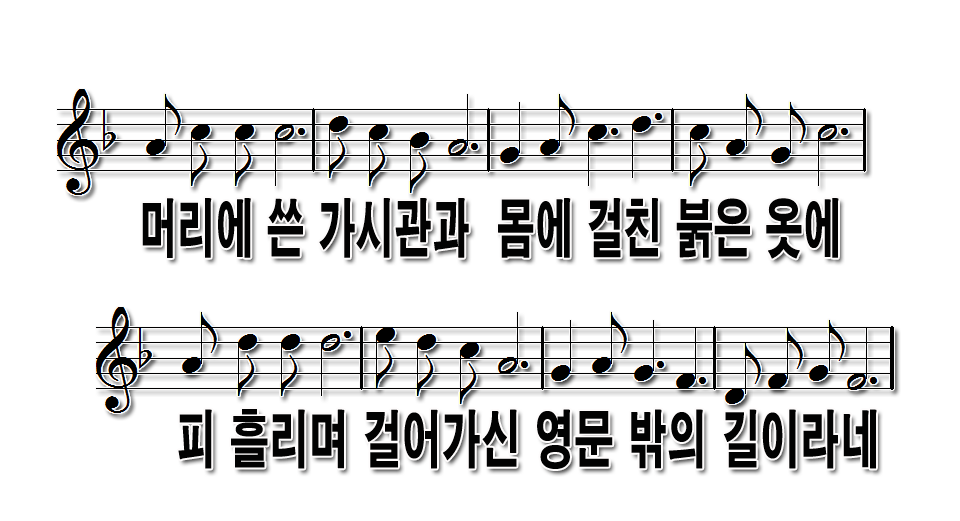 머리에 쓴 가시관과 몸에 걸친 붉은 옷에
피 흘리며 걸어가신 영문 밖의 길이라네